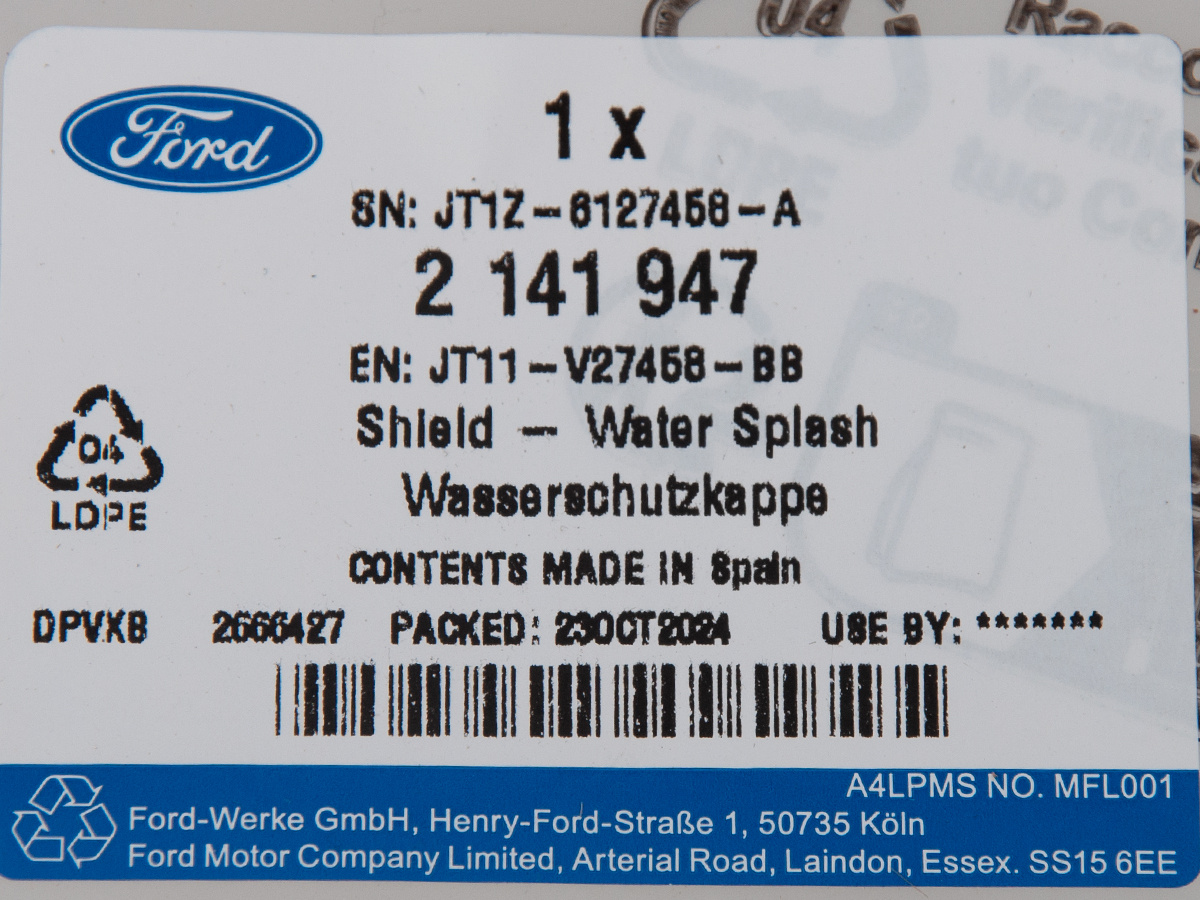 Ford
1 x
SN: JT1Z-6127458-A
2 141 947
EN: JT11-V27458-BB
Shield - Water Splash
Wasserschutzkappe
04
LDPE
CONTENTS MADE IN Spain
DPVXB 2666427 PACKED: 23OCT2024 USE BY: *******
A4LPMS NO. MFL001
Ford-Werke GmbH, Henry-Ford-Straße 1, 50735 Köln
Ford Motor Company Limited, Arterial Road, Laindon, Essex. SS15 6EE